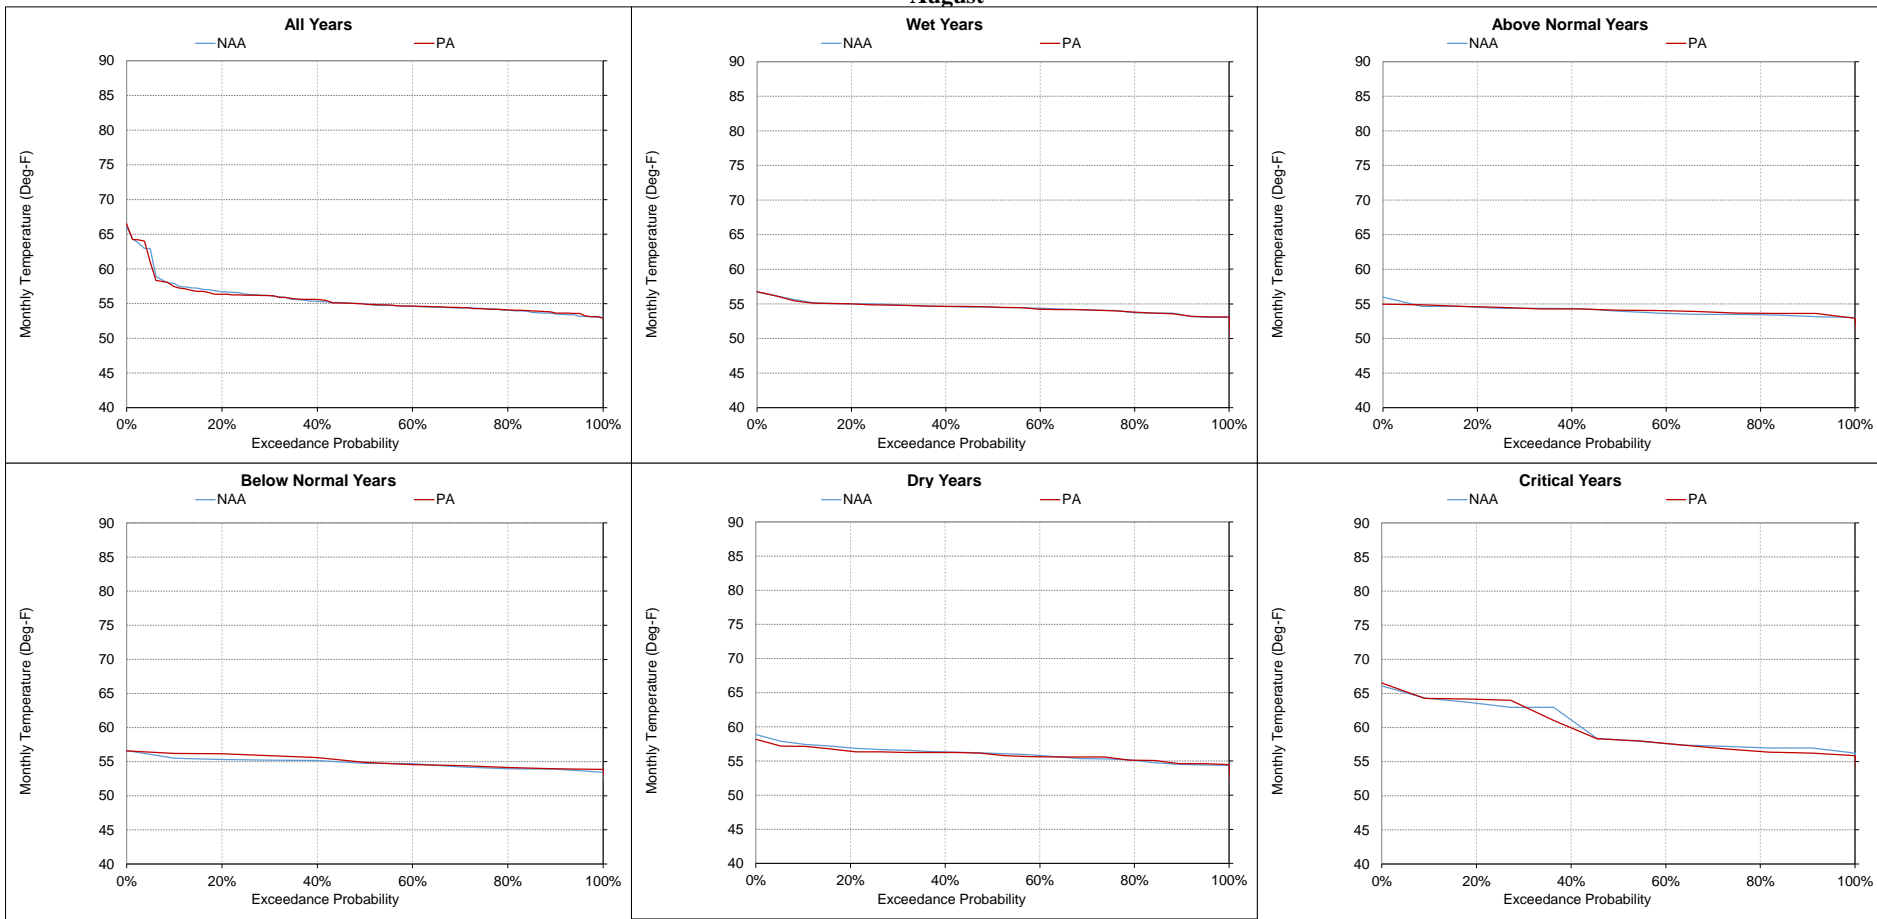 August
All Years
NAA PA
90
85
80
75
70
65
60
55
50
45
40
Monthly Temperature (Deg-F)
0% 20% 40% 60% 80% 100%
Exceedance Probability
Wet Years
NAA PA
90
85
80
75
70
65
60
55
50
45
40
Monthly Temperature (Deg-F)
0% 20% 40% 60% 80% 100%
Exceedance Probability
Above Normal Years
NAA PA
90
85
80
75
70
65
60
55
50
45
40
Monthly Temperature (Deg-F)
0% 20% 40% 60% 80% 100%
Exceedance Probability
Below Normal Years
NAA PA
90
85
80
75
70
65
60
55
50
45
40
Monthly Temperature (Deg-F)
0% 20% 40% 60% 80% 100%
Exceedance Probability
Dry Years
NAA PA
90
85
80
75
70
65
60
55
50
45
40
Monthly Temperature (Deg-F)
0% 20% 40% 60% 80% 100%
Exceedance Probability
Critical Years
NAA PA
90
85
80
75
70
65
60
55
50
45
40
Monthly Temperature (Deg-F)
0% 20% 40% 60% 80% 100%
Exceedance Probability